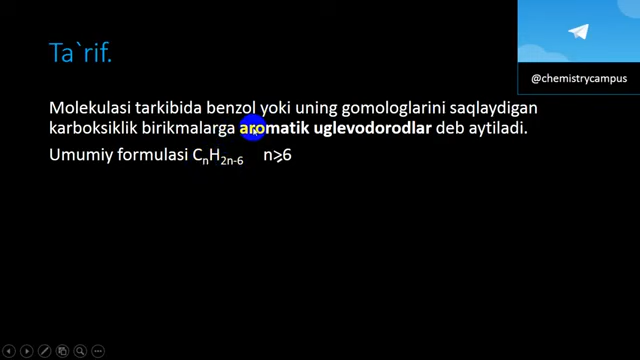 Ta`rif.
@chemistrycampus
Molekulasi tarkibida benzol yoki uning gomologlarini saqlaydigan
karboksiklik birikmalarga aromatik uglevodorodlar deb aytiladi.
Umumiy formulasi CₙH₂ₙ₋₆ n⩾6